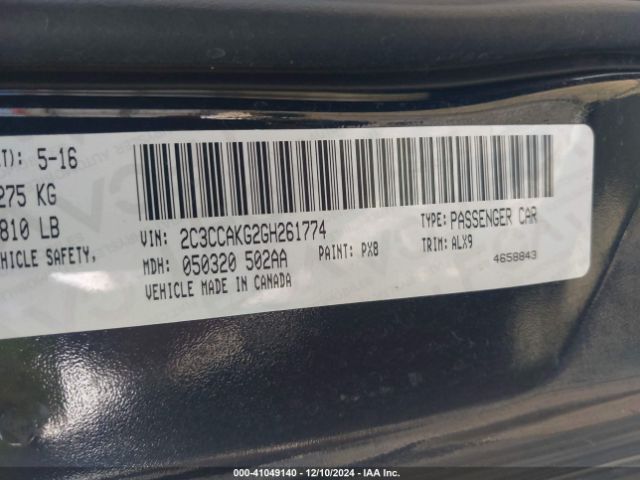 T): 5-16
275 KG
810 LB
EHICLE SAFETY,
VIN: 2C3CCAKG2GH261774
TYPE: PASSENGER CAR
MDH: 050320 502AA
PAINT: PX8
TRIM: ALX9
VEHICLE MADE IN CANADA
4658843
000-41049140 - 12/10/2024 - IAA Inc.